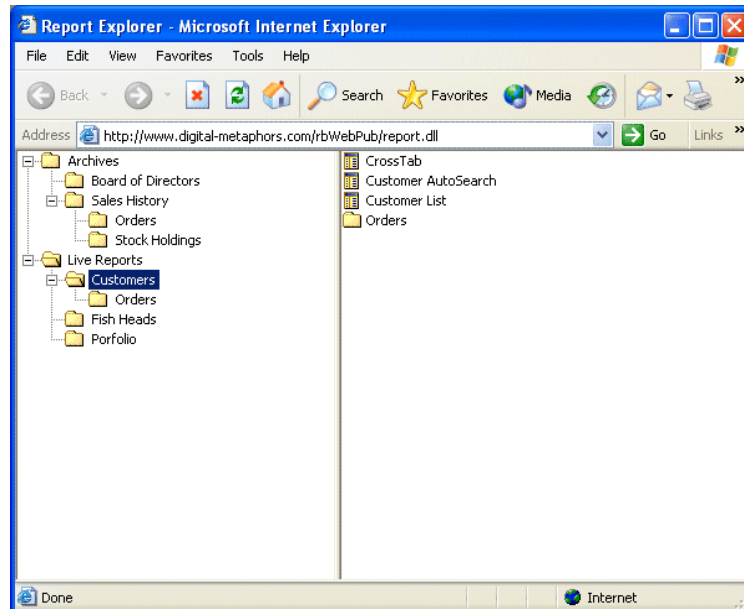 Report Explorer - Microsoft Internet Explorer
File Edit View Favorites Tools Help
Back Search Favorites Media
Address http://www.digital-metaphors.com/rbWebPub/report.dll Go Links
Archives
Board of Directors
Sales History
Orders
Stock Holdings
Live Reports
Customers
Orders
Fish Heads
Porfolio
CrossTab
Customer AutoSearch
Customer List
Orders
Done Internet